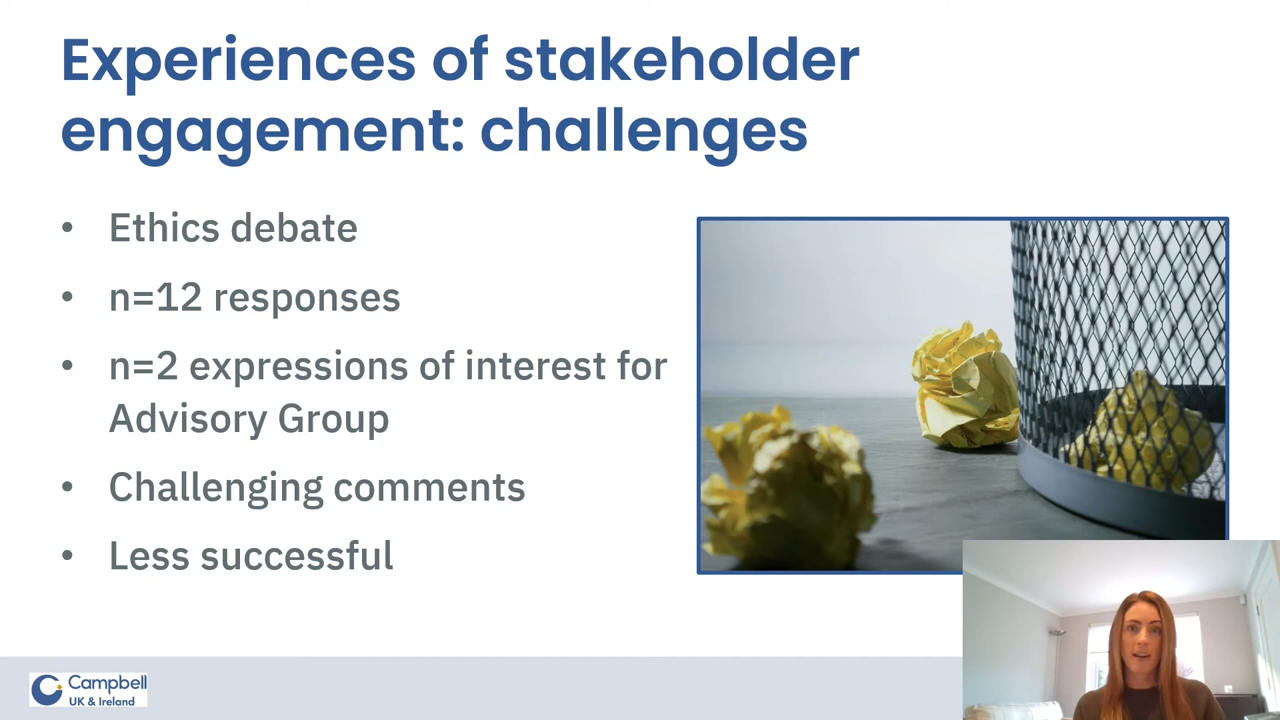 Experiences of stakeholder
engagement: challenges
• Ethics debate
• n=12 responses
• n=2 expressions of interest for
Advisory Group
• Challenging comments
• Less successful
Campbell
UK & Ireland